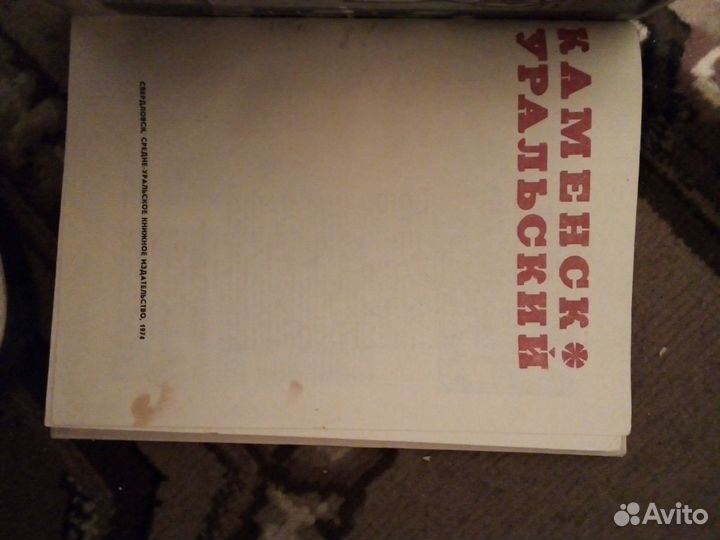 КАМЕНСК*
УРАЛЬСКИЙ
СВЕРДЛОВСК, СРЕДНЕ-УРАЛЬСКОЕ КНИЖНОЕ ИЗДАТЕЛЬСТВО, 1974
Avito